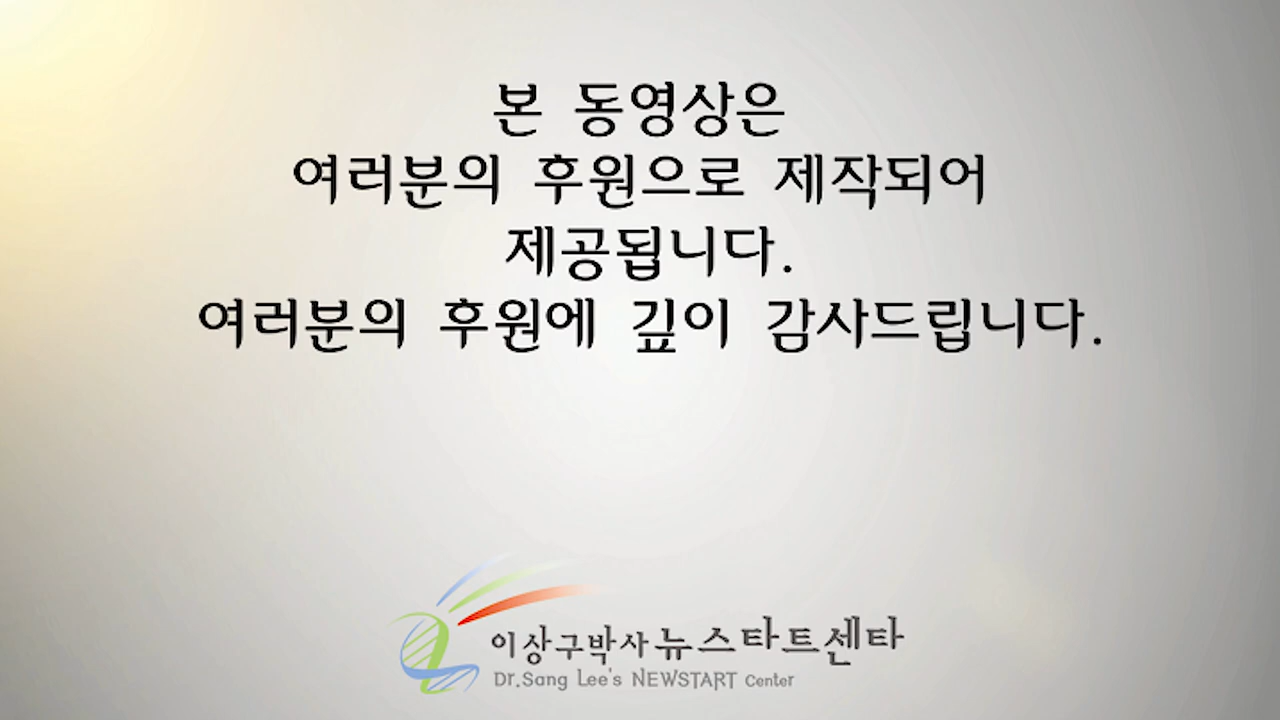 본 동영상은
여러분의 후원으로 제작되어
제공됩니다.
여러분의 후원에 깊이 감사드립니다.
이상구박사 뉴스타트센타
Dr.Sang Lee's NEWSTART Center